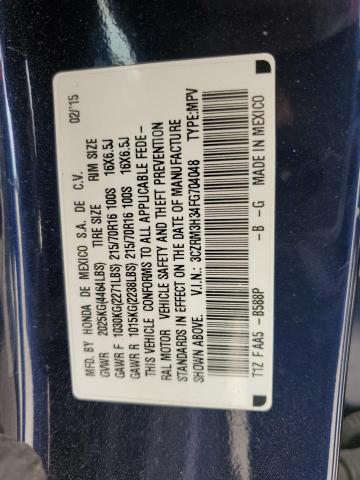 MFD. BY HONDA DE MEXICO S.A. DE C.V. 02/'15
GVWR 2025KG(4464LBS) TIRE SIZE RIM SIZE
GAWR F 1030KG(2271LBS) 215/70R16 100S 16X6.5J
GAWR R 1015KG(2238LBS) 215/70R16 100S 16X6.5J
THIS VEHICLE CONFORMS TO ALL APPLICABLE FEDE-
RAL MOTOR VEHICLE SAFETY AND THEFT PREVENTION
STANDARDS IN EFFECT ON THE DATE OF MANUFACTURE
SHOWN ABOVE. V.I.N.: 3CZRM3H34FG704048 TYPE:MPV
T1Z F AA5 -B588P -B -G MADE IN MEXICO